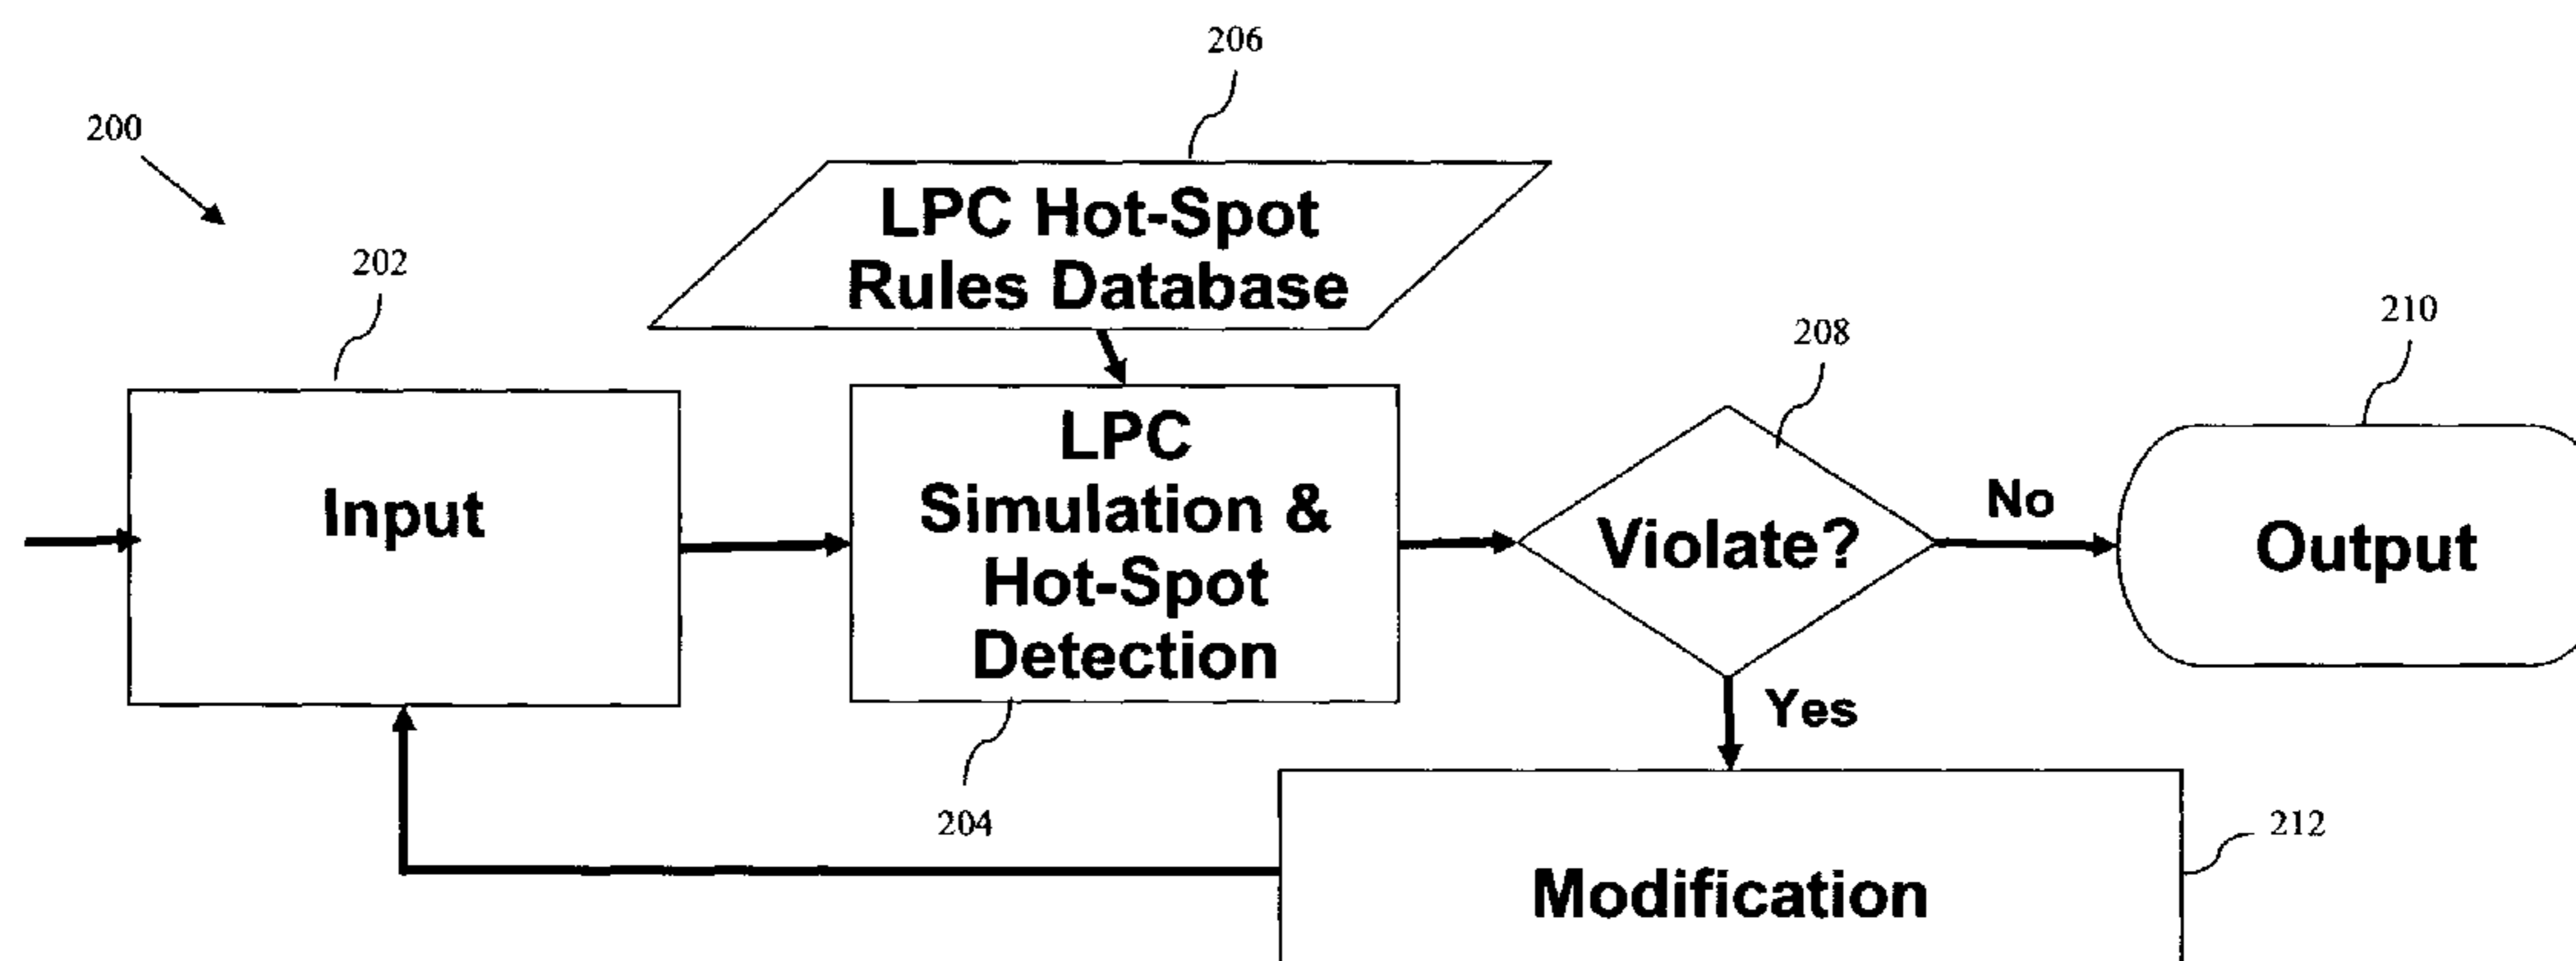 206
200
LPC Hot-Spot
Rules Database
202
210
208
LPC
Simulation &
Hot-Spot
Detection
Input
Violate?
No
Output
Yes
204
212
Modification